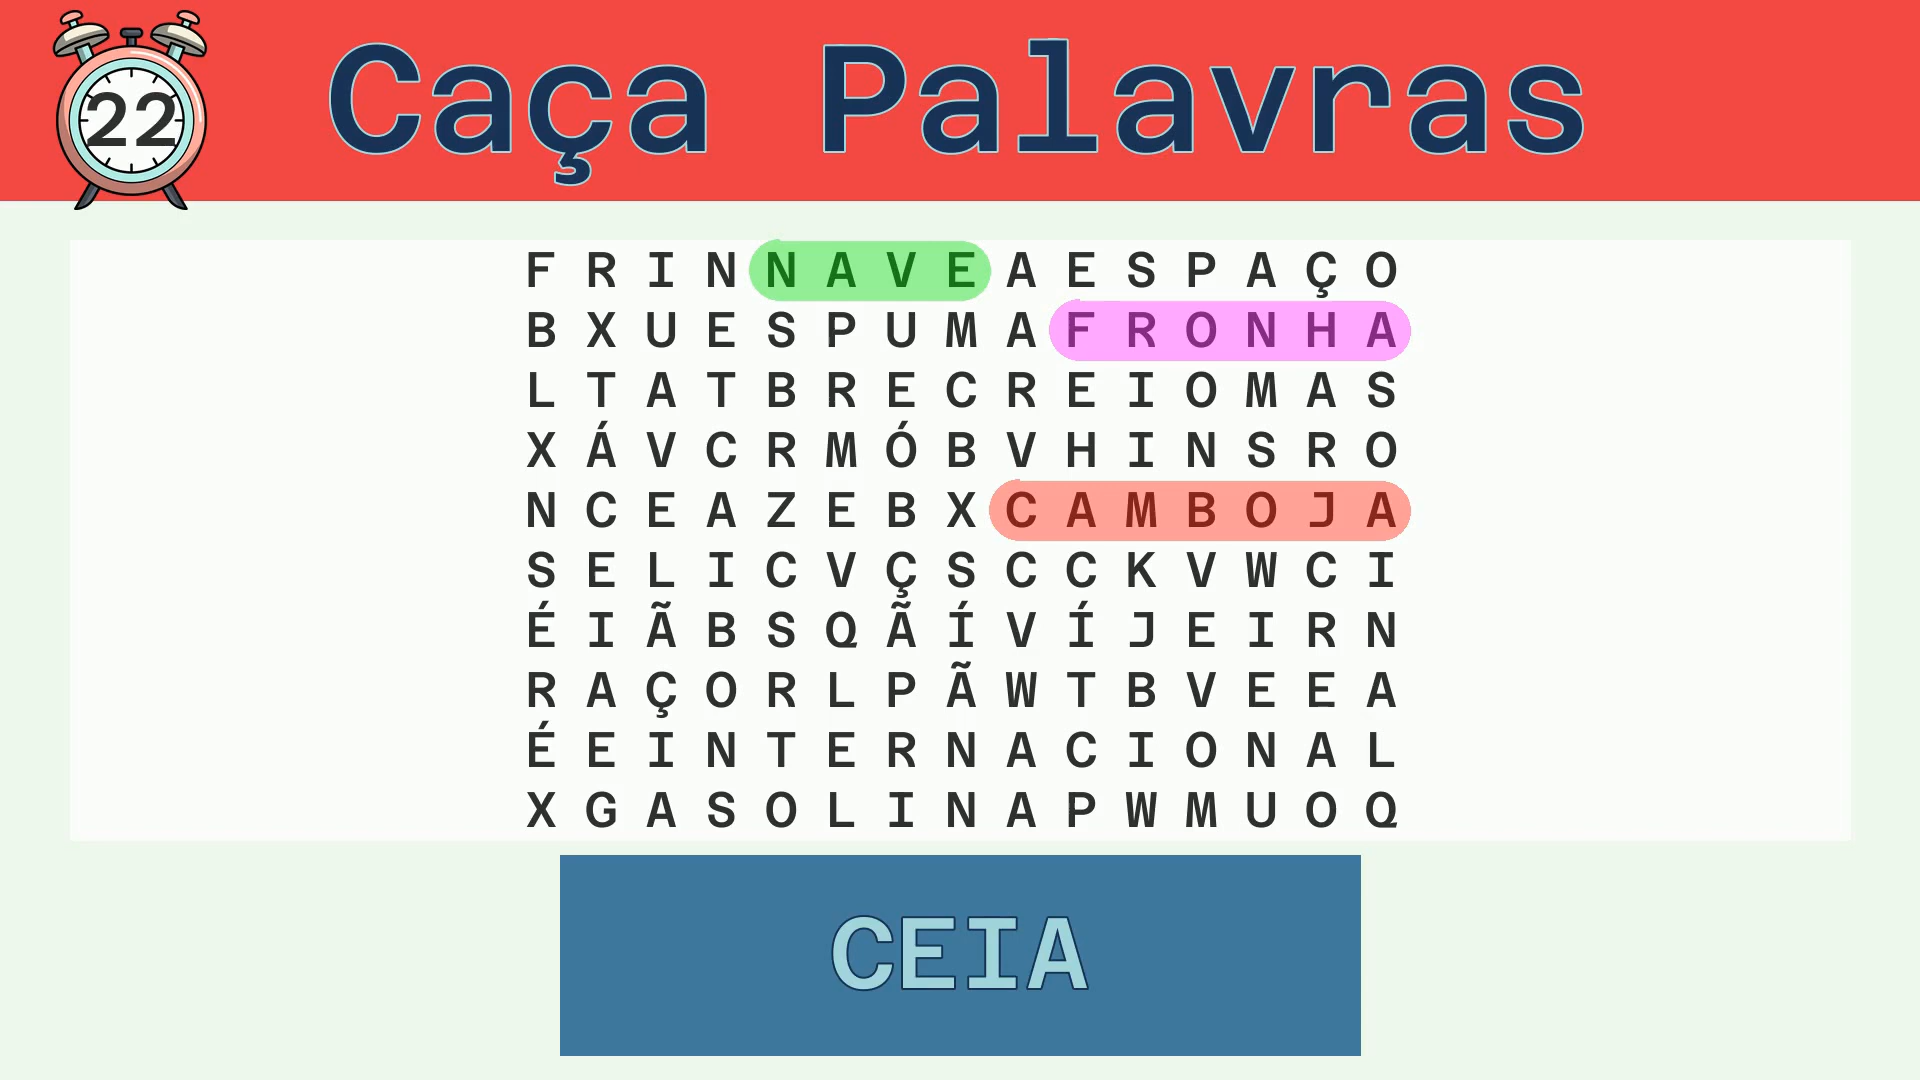 22
Caça Palavras
F R I N N A V E A E S P A Ç O
B X U E S P U M A F R O N H A
L T A T B R E C R E I O M A S
X Á V C R M Ó B V H I N S R O
N C E A Z E B X C A M B O J A
S E L I C V Ç S C C K V W C I
É I Ã B S Q Ã Í V Í J E I R N
R A Ç O R L P Ã W T B V E E A
É E I N T E R N A C I O N A L
X G A S O L I N A P W M U O Q
CEIA